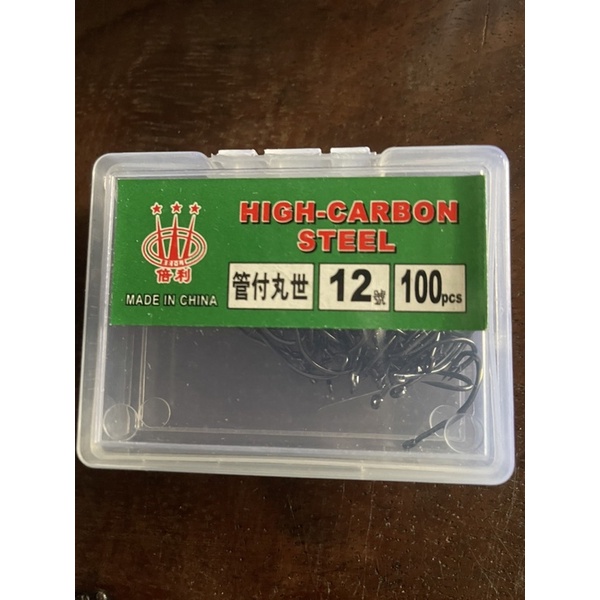 HIGH-CARBON
STEEL
倍利
MADE IN CHINA
管付丸世
12號
100pcs